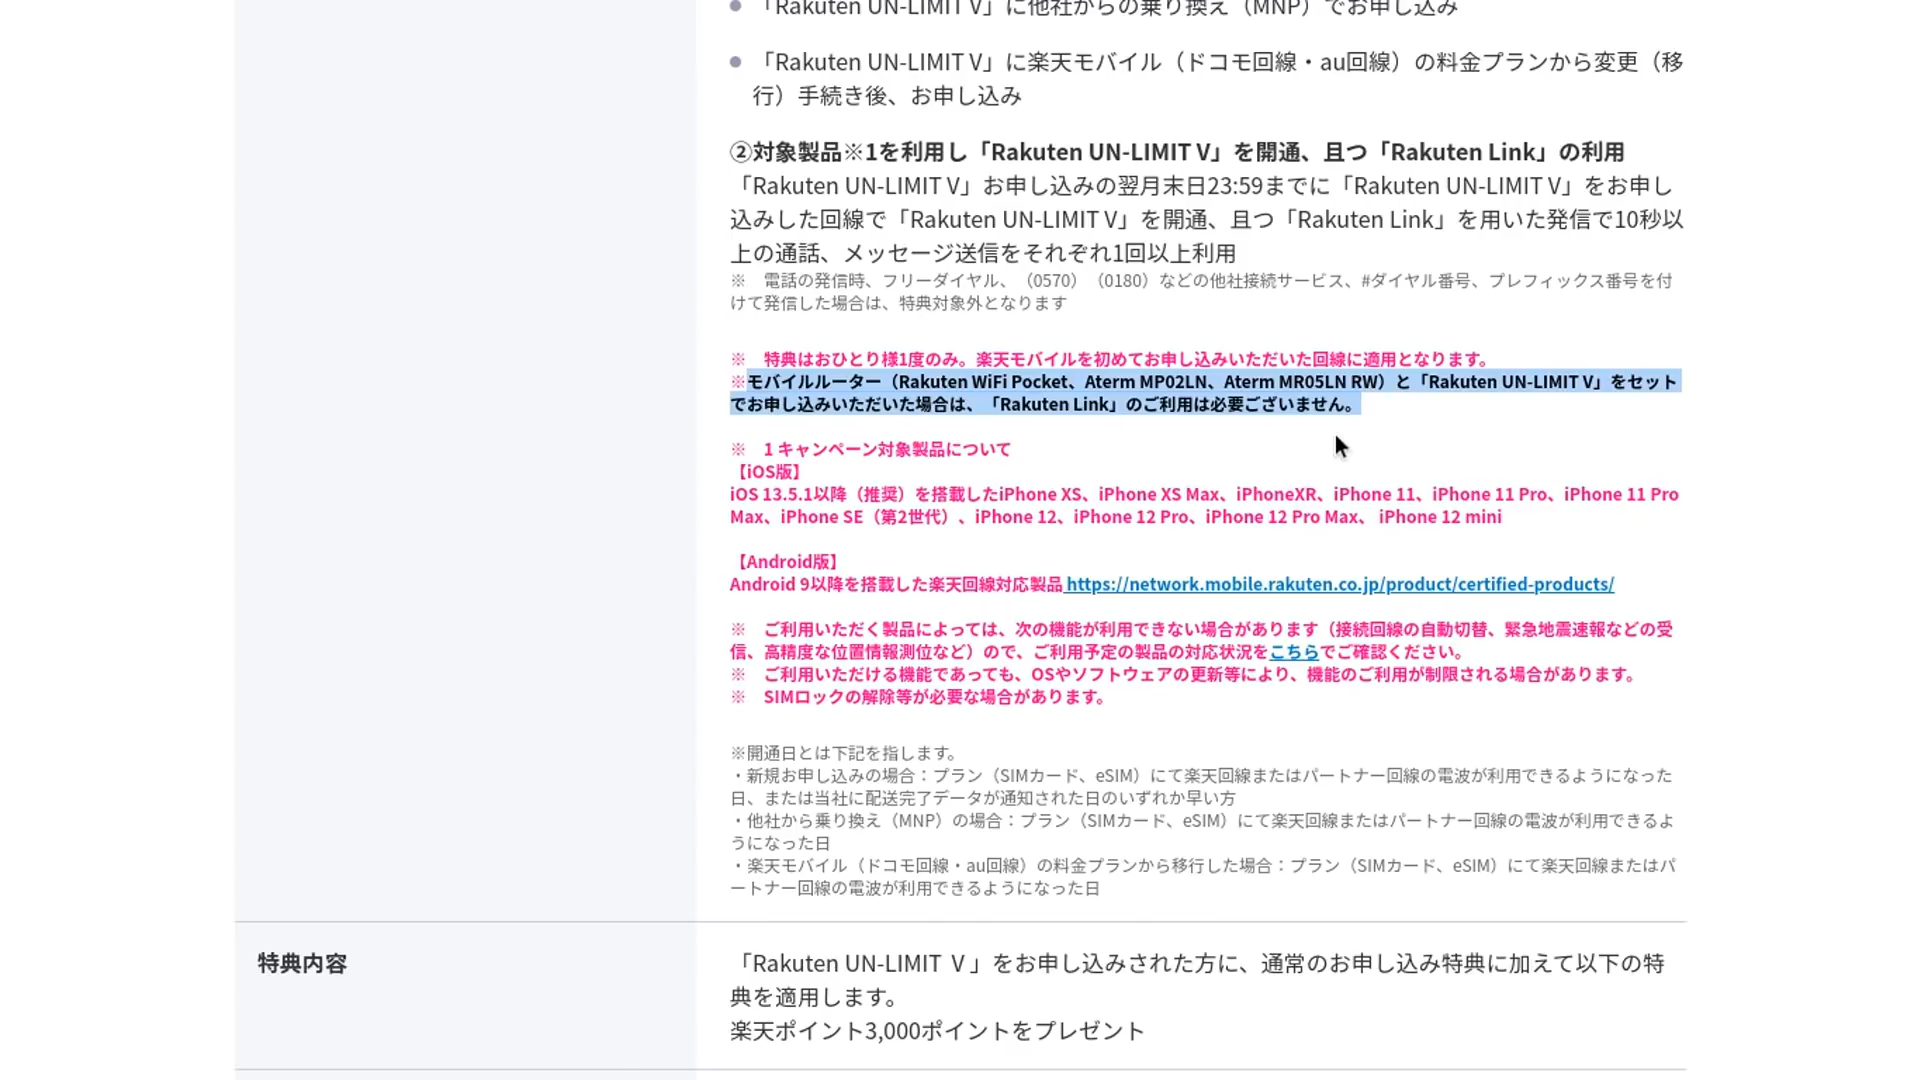 「Rakuten UN-LIMIT V」に他社からの乗り換え（MNP）でお申し込み
「Rakuten UN-LIMIT V」に楽天モバイル（ドコモ回線・au回線）の料金プランから変更（移
行）手続き後、お申し込み
②対象製品※1を利用し「Rakuten UN-LIMIT V」を開通、且つ「Rakuten Link」の利用
「Rakuten UN-LIMIT V」お申し込みの翌月末日23:59までに「Rakuten UN-LIMIT V」をお申し
込みした回線で「Rakuten UN-LIMIT V」を開通、且つ「Rakuten Link」を用いた発信で10秒以
上の通話、メッセージ送信をそれぞれ1回以上利用
※　電話の発信時、フリーダイヤル、（0570）（0180）などの他社接続サービス、#ダイヤル番号、プレフィックス番号を付
けて発信した場合は、特典対象外となります
※　特典はおひとり様1度のみ。楽天モバイルを初めてお申し込みいただいた回線に適用となります。
※モバイルルーター（Rakuten WiFi Pocket、Aterm MP02LN、Aterm MR05LN RW）と「Rakuten UN-LIMIT V」をセット
でお申し込みいただいた場合は、「Rakuten Link」のご利用は必要ございません。
※　1 キャンペーン対象製品について
【iOS版】
iOS 13.5.1以降（推奨）を搭載したiPhone XS、iPhone XS Max、iPhoneXR、iPhone 11、iPhone 11 Pro、iPhone 11 Pro
Max、iPhone SE（第2世代）、iPhone 12、iPhone 12 Pro、iPhone 12 Pro Max、 iPhone 12 mini
【Android版】
Android 9以降を搭載した楽天回線対応製品 https://network.mobile.rakuten.co.jp/product/certified-products/
※　ご利用いただく製品によっては、次の機能が利用できない場合があります（接続回線の自動切替、緊急地震速報などの受
信、高精度な位置情報測位など）ので、ご利用予定の製品の対応状況をこちらでご確認ください。
※　ご利用いただける機能であっても、OSやソフトウェアの更新等により、機能のご利用が制限される場合があります。
※　SIMロックの解除等が必要な場合があります。
※開通日とは下記を指します。
・新規お申し込みの場合：プラン（SIMカード、eSIM）にて楽天回線またはパートナー回線の電波が利用できるようになった
日、または当社に配送完了データが通知された日のいずれか早い方
・他社から乗り換え（MNP）の場合：プラン（SIMカード、eSIM）にて楽天回線またはパートナー回線の電波が利用できるよ
うになった日
・楽天モバイル（ドコモ回線・au回線）の料金プランから移行した場合：プラン（SIMカード、eSIM）にて楽天回線またはパ
ートナー回線の電波が利用できるようになった日
特典内容
「Rakuten UN-LIMIT Ｖ」をお申し込みされた方に、通常のお申し込み特典に加えて以下の特
典を適用します。
楽天ポイント3,000ポイントをプレゼント